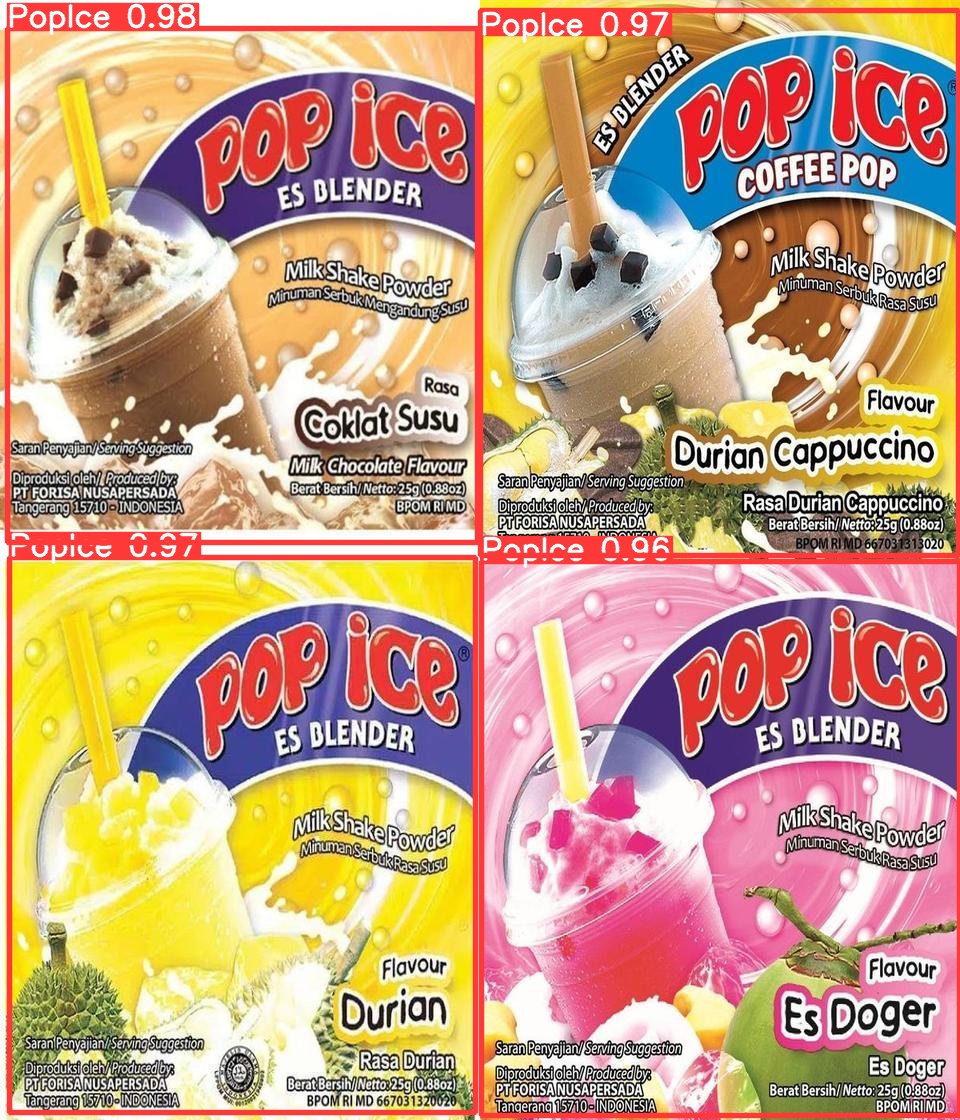 PopIce 0.98
POP ICE
ES BLENDER
Milk Shake Powder
Minuman Serbuk Mengandung Susu
Rasa
Coklat Susu
Milk Chocolate Flavour
Berat Bersih/ Netto: 25g (0.88oz)
BPOM RI MD
Saran Penyajian/ Serving Suggestion
Diproduksi oleh/ Produced by:
PT FORISA NUSAPERSADA
Tangerang 15710 - INDONESIA
PopIce 0.97
ES BLENDER
POP ICE
COFFEE POP
Milk Shake Powder
Minuman Serbuk Rasa Susu
Flavour
Durian Cappuccino
Rasa Durian Cappuccino
Berat Bersih/ Netto: 25g (0.88oz)
BPOM RI MD 667031313020
Saran Penyajian/ Serving Suggestion
Diproduksi oleh/ Produced by:
PT FORISA NUSAPERSADA
Tangerang 15710 - INDONESIA
PopIce 0.97
POP ICE®
ES BLENDER
Milk Shake Powder
Minuman Serbuk Rasa Susu
Flavour
Durian
Rasa Durian
Berat Bersih/ Netto: 25g (0.88oz)
BPOM RI MD 667031320020
Saran Penyajian/ Serving Suggestion
Diproduksi oleh/ Produced by:
PT FORISA NUSAPERSADA
Tangerang 15710 - INDONESIA
PopIce 0.96
POP ICE
ES BLENDER
Milk Shake Powder
Minuman Serbuk Rasa Susu
Flavour
Es Doger
Es Doger
Berat Bersih/ Netto: 25g (0.88oz)
BPOM RI MD
Saran Penyajian/ Serving Suggestion
Diproduksi oleh/ Produced by:
PT FORISA NUSAPERSADA
Tangerang 15710 - INDONESIA